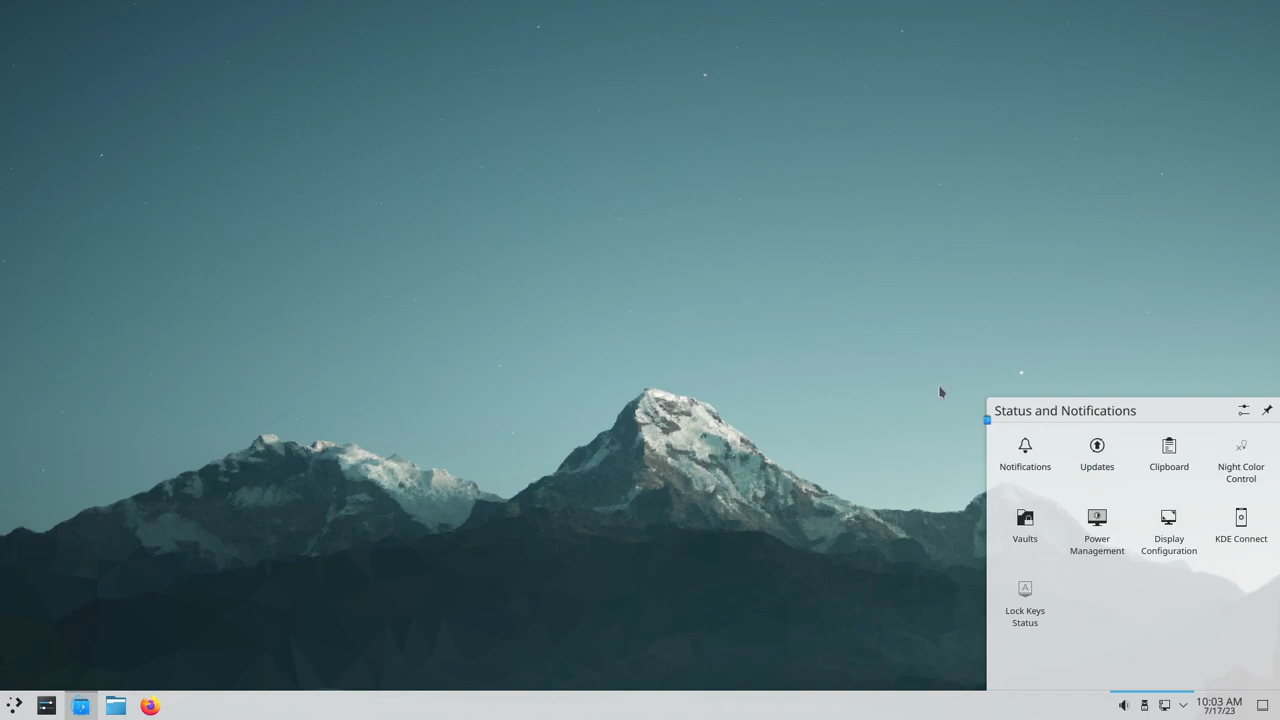 Status and Notifications
Notifications
Updates
Clipboard
Night Color
Control
Vaults
Power
Management
Display
Configuration
KDE Connect
A
Lock Keys
Status
10:03 AM
7/17/23